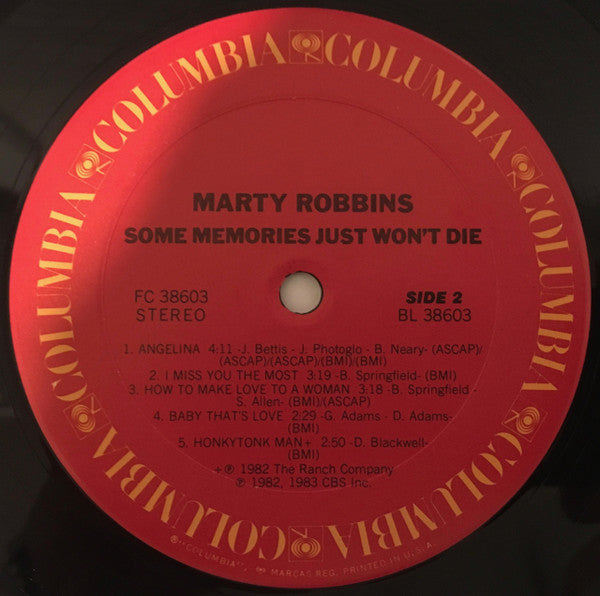 COLUMBIA COLUMBIA COLUMBIA COLUMBIA COLUMBIA COLUMBIA
MARTY ROBBINS
SOME MEMORIES JUST WON'T DIE
FC 38603 SIDE 2
STEREO BL 38603
1. ANGELINA 4:11 -J. Bettis - J. Photoglo - B. Neary- (ASCAP)/
(ASCAP)/(ASCAP)/(BMI)/(BMI)
2. I MISS YOU THE MOST 3:19 -B. Springfield- (BMI)
3. HOW TO MAKE LOVE TO A WOMAN 3:18 -B. Springfield -
S. Allen- (BMI)/(ASCAP)
4. BABY THAT'S LOVE 2:29 -G. Adams - D. Adams-
(BMI)
5. HONKYTONK MAN+ 2:50 -D. Blackwell-
(BMI)
+℗ 1982 The Ranch Company
℗ 1982, 1983 CBS Inc.
"COLUMBIA", MARCAS REG. PRINTED IN U.S.A.